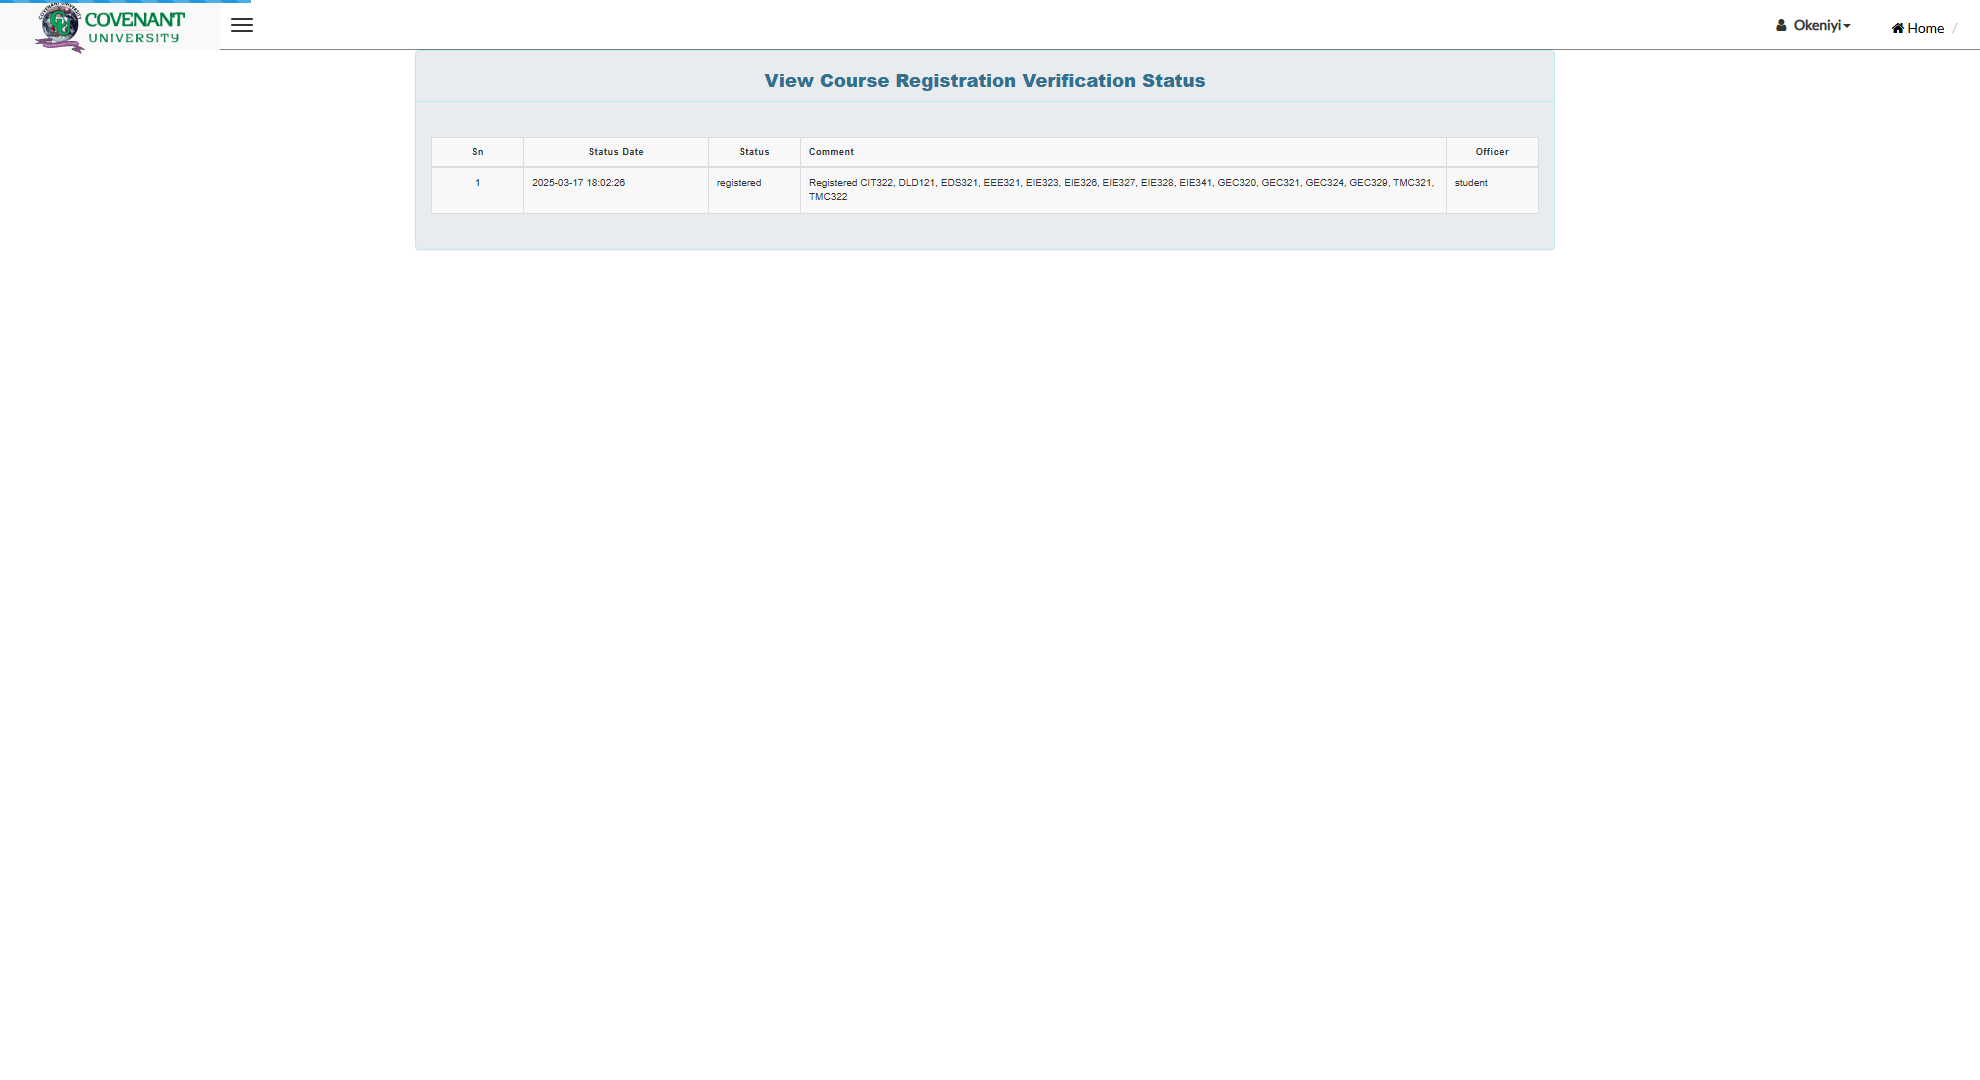 COVENANT
UNIVERSITY
Okeniyi
Home /
View Course Registration Verification Status
Sn Status Date Status Comment Officer
1 2025-03-17 18:02:26 registered Registered CIT322, DLD121, EDS321, EEE321, EIE323, EIE326, EIE327, EIE328, EIE341, GEC320, GEC321, GEC324, GEC329, TMC321, student
TMC322